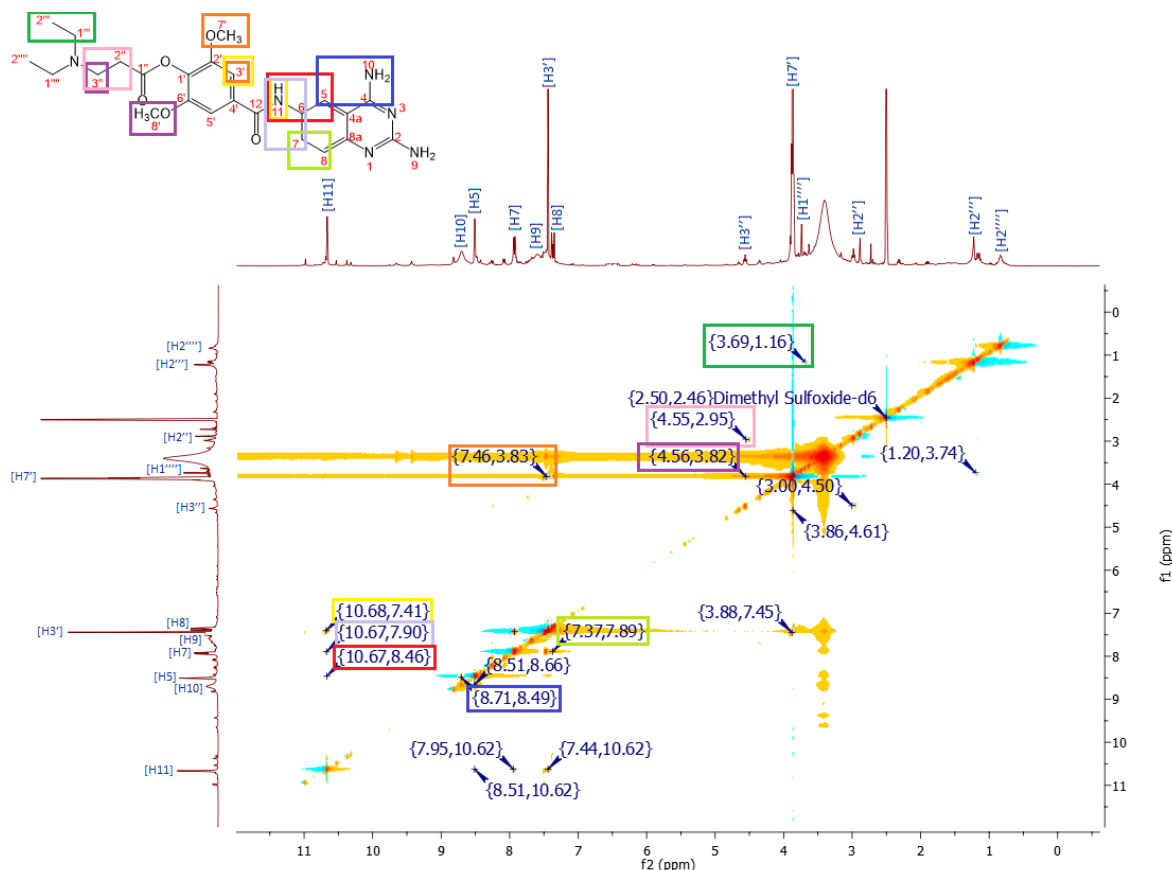 2'''
1'''
2''''
1''''
N
3''
2''
1''
O
O
7'
OCH₃
2'
3'
1'
6'
H₃CO
8'
5'
4'
12
O
H
N
11
6
5
7
8
10
NH₂
4
3
N
4a
8a
2
N
1
NH₂
9
[H11]
[H10]
[H5]
[H7]
[H9]
[H3']
[H8]
[H3'']
[H7']
[H1'''']
[H2'']
[H2''']
[H2'''']
[H2'''']
[H2''']
[H2'']
[H1'''']
[H7']
[H3'']
[H8]
[H3']
[H9]
[H7]
[H5]
[H10]
[H11]
{3.69,1.16}
{2.50,2.46}Dimethyl Sulfoxide-d6
{4.55,2.95}
{7.46,3.83}
{4.56,3.82}
{1.20,3.74}
{3.00,4.50}
{3.86,4.61}
{10.68,7.41}
{10.67,7.90}
{10.67,8.46}
{7.37,7.89}
{3.88,7.45}
{8.51,8.66}
{8.71,8.49}
{7.95,10.62}
{7.44,10.62}
{8.51,10.62}
0
1
2
3
4
5
6
7
8
9
10
11
f1 (ppm)
11 10 9 8 7 6 5 4 3 2 1 0
f2 (ppm)